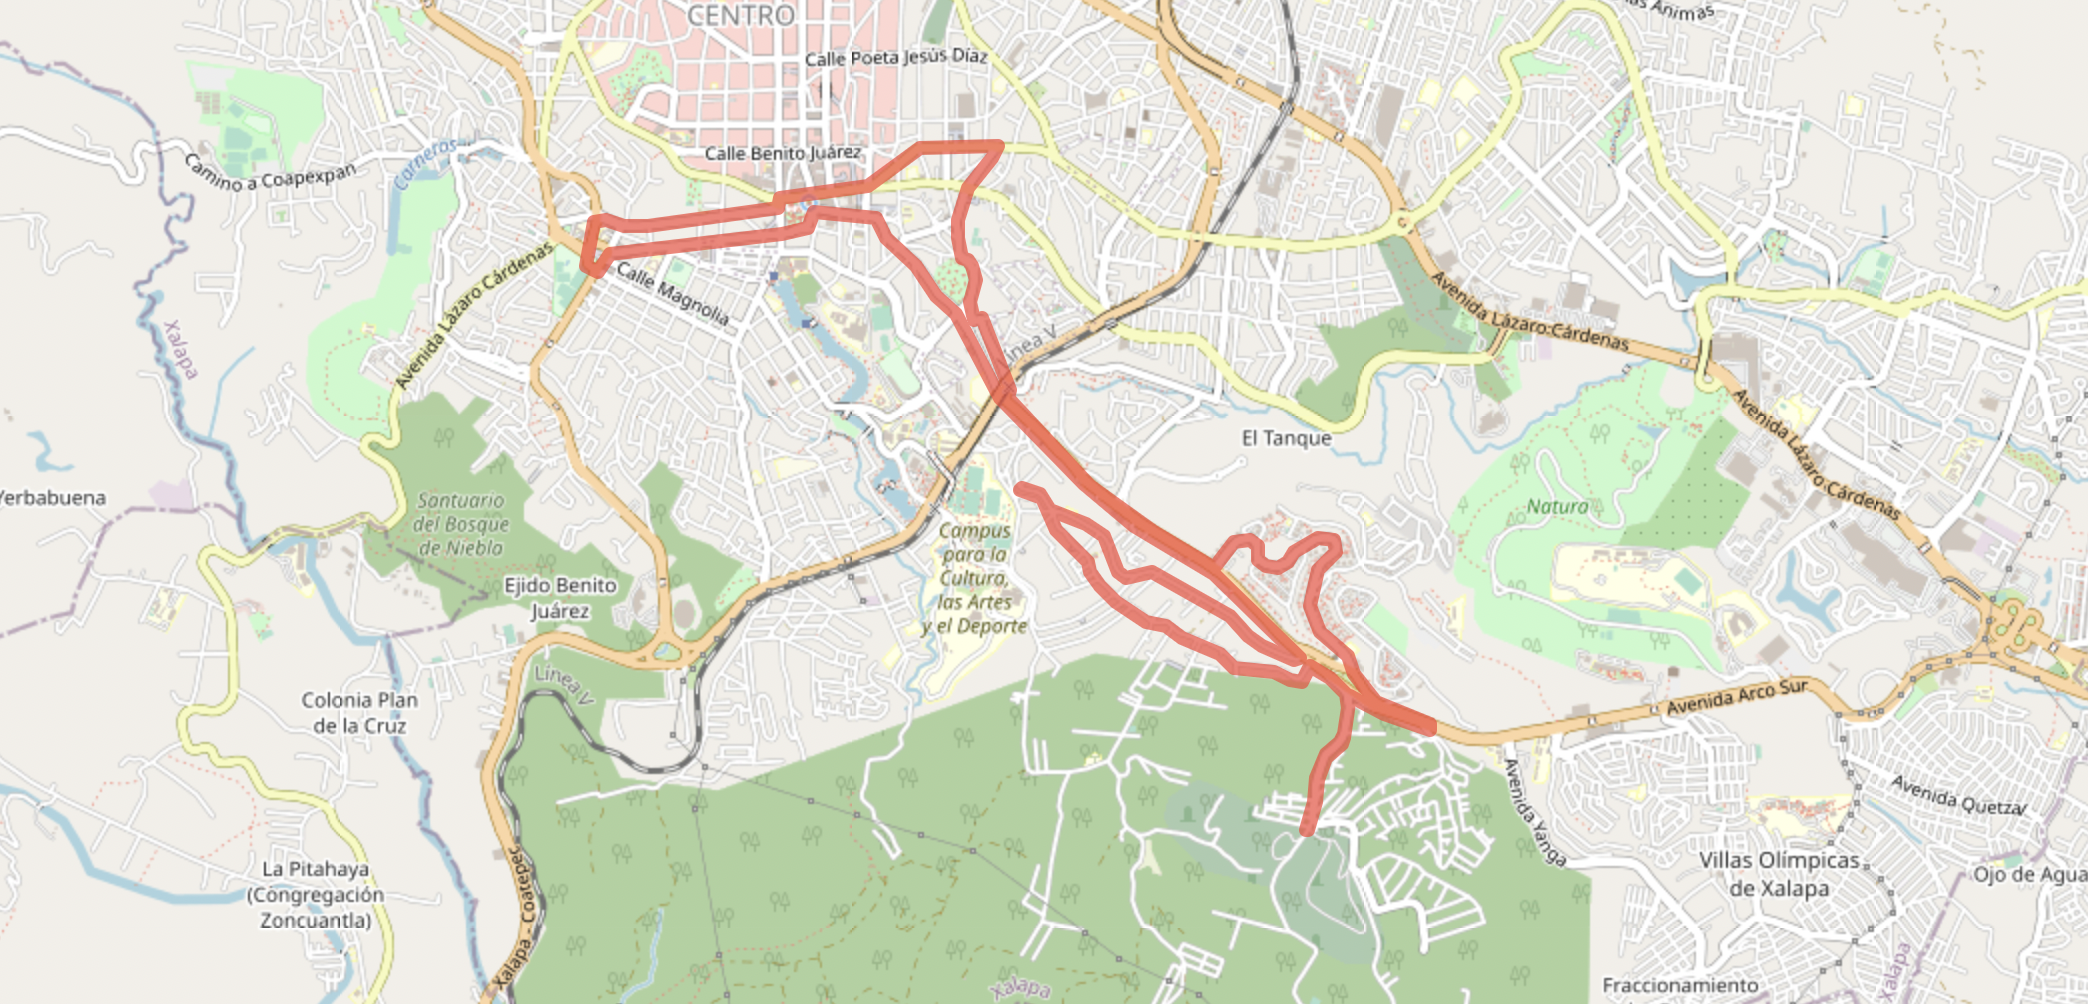 CENTRO
Calle Poeta Jesús Díaz
Ánimas
Camino a Coapexpan
Carneros
Calle Benito Juárez
Avenida Lázaro Cárdenas
Calle Magnolia
Xalapa
Línea V
Avenida Lázaro Cárdenas
Avenida Lázaro Cárdenas
El Tanque
Natura
Yerbabuena
Santuario
del Bosque
de Niebla
Campus
para la
Cultura,
las Artes
y el Deporte
Ejido Benito
Juárez
Línea V
Colonia Plan
de la Cruz
Avenida Arco Sur
Avenida Yanga
Avenida Quetzal
Villas Olímpicas
de Xalapa
Ojo de Agua
La Pitahaya
(Congregación
Zoncuantla)
Xalapa - Coatepec
Xalapa
Xalapa
Fraccionamiento